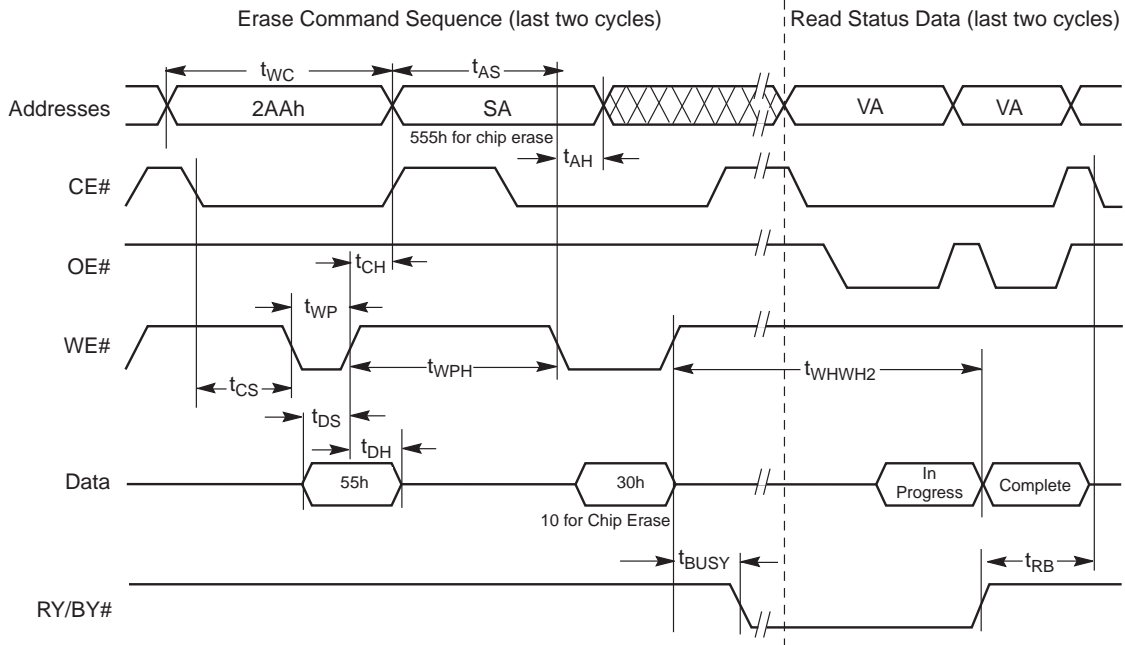 Erase Command Sequence (last two cycles)
Read Status Data (last two cycles)
tWC
tAS
Addresses
2AAh
SA
VA
VA
555h for chip erase
tAH
CE#
OE#
tCH
tWP
WE#
tWPH
tWHWH2
tCS
tDS
tDH
Data
55h
30h
In
Progress
Complete
10 for Chip Erase
tBUSY
tRB
RY/BY#